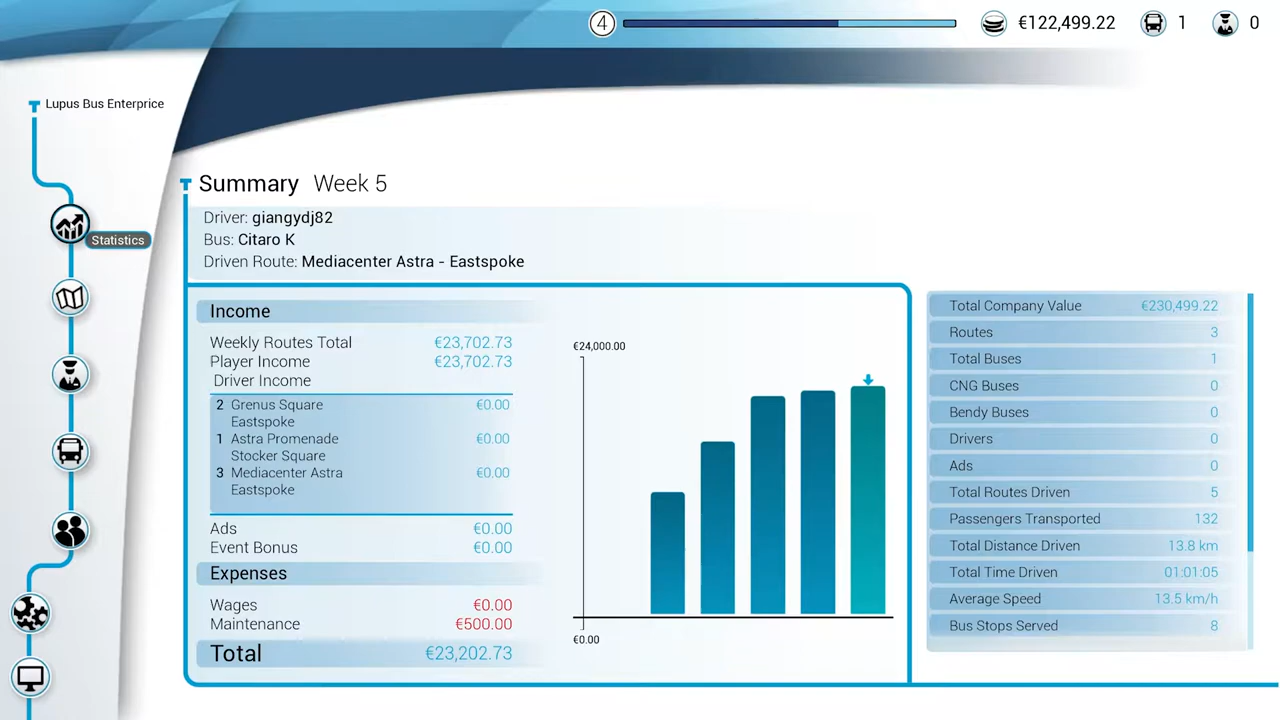 4 €122,499.22 1 0
Lupus Bus Enterprice
Statistics
Summary Week 5
Driver: giangydj82
Bus: Citaro K
Driven Route: Mediacenter Astra - Eastspoke
Income
Weekly Routes Total €23,702.73
Player Income €23,702.73
Driver Income
2 Grenus Square €0.00
Eastspoke
1 Astra Promenade €0.00
Stocker Square
3 Mediacenter Astra €0.00
Eastspoke
Ads €0.00
Event Bonus €0.00
Expenses
Wages €0.00
Maintenance €500.00
Total €23,202.73
€24,000.00
€0.00
Total Company Value €230,499.22
Routes 3
Total Buses 1
CNG Buses 0
Bendy Buses 0
Drivers 0
Ads 0
Total Routes Driven 5
Passengers Transported 132
Total Distance Driven 13.8 km
Total Time Driven 01:01:05
Average Speed 13.5 km/h
Bus Stops Served 8